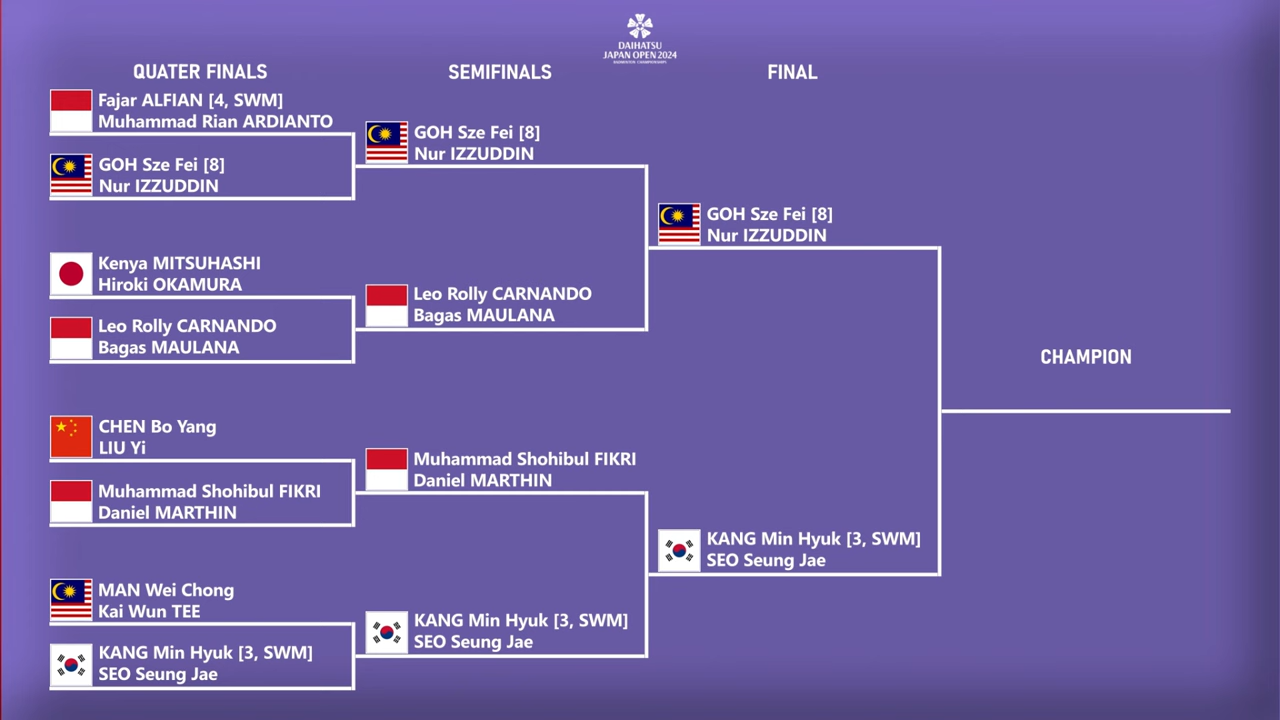 DAIHATSU
JAPAN OPEN 2024
BADMINTON CHAMPIONSHIPS
QUATER FINALS
SEMIFINALS
FINAL
Fajar ALFIAN [4, SWM]
Muhammad Rian ARDIANTO
GOH Sze Fei [8]
Nur IZZUDDIN
Kenya MITSUHASHI
Hiroki OKAMURA
Leo Rolly CARNANDO
Bagas MAULANA
CHEN Bo Yang
LIU Yi
Muhammad Shohibul FIKRI
Daniel MARTHIN
MAN Wei Chong
Kai Wun TEE
KANG Min Hyuk [3, SWM]
SEO Seung Jae
GOH Sze Fei [8]
Nur IZZUDDIN
Leo Rolly CARNANDO
Bagas MAULANA
Muhammad Shohibul FIKRI
Daniel MARTHIN
KANG Min Hyuk [3, SWM]
SEO Seung Jae
GOH Sze Fei [8]
Nur IZZUDDIN
KANG Min Hyuk [3, SWM]
SEO Seung Jae
CHAMPION